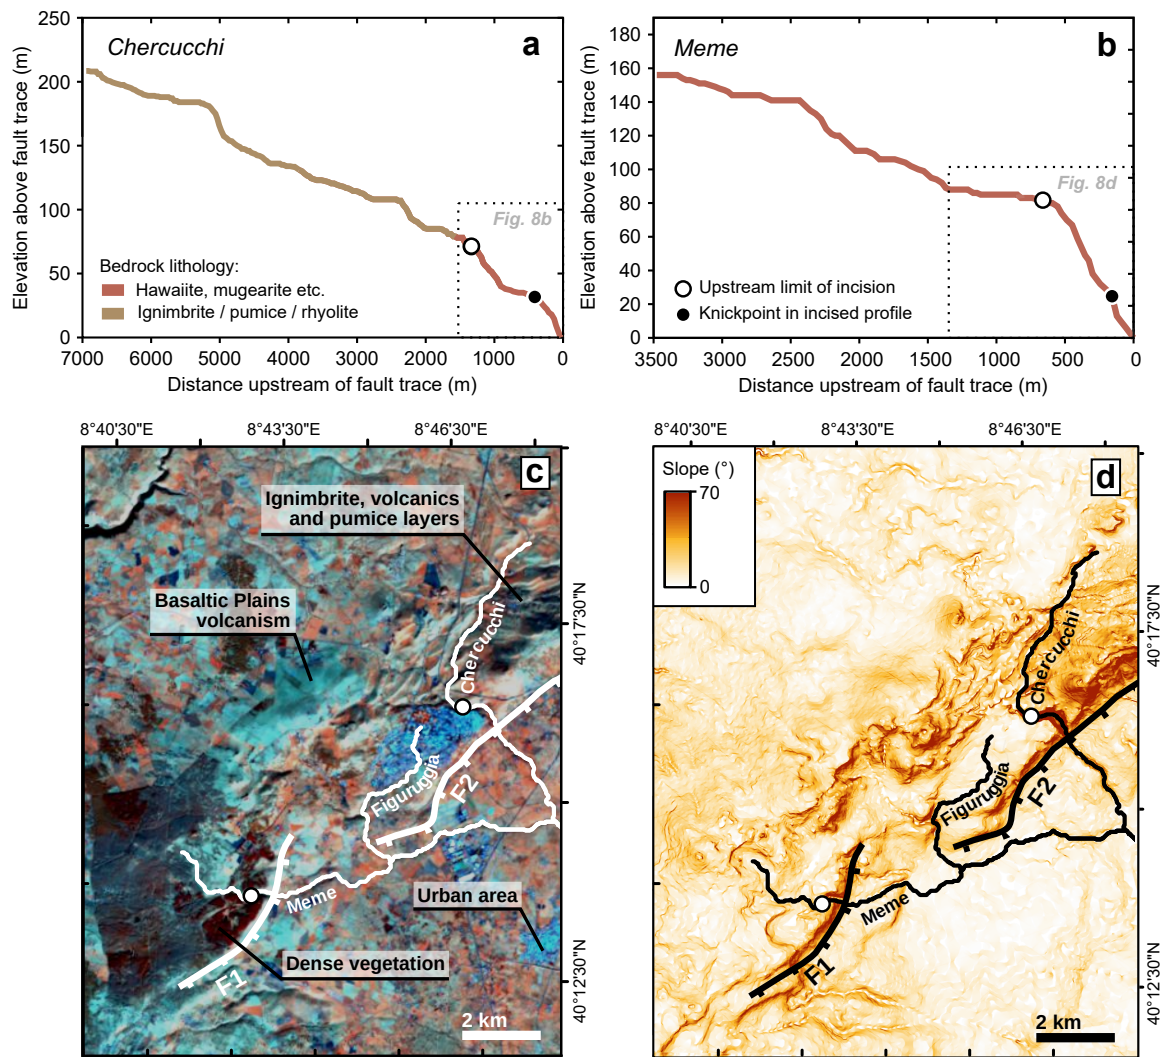 Chercucchi
a
Elevation above fault trace (m)
250
200
150
100
50
0
Fig. 8b
Bedrock lithology:
Hawaiite, mugearite etc.
Ignimbrite / pumice / rhyolite
7000 6000 5000 4000 3000 2000 1000 0
Distance upstream of fault trace (m)
Meme
b
Elevation above fault trace (m)
180
160
140
120
100
80
60
40
20
0
Fig. 8d
Upstream limit of incision
Knickpoint in incised profile
3500 3000 2500 2000 1500 1000 500 0
Distance upstream of fault trace (m)
8°40'30"E 8°43'30"E 8°46'30"E
c
Ignimbrite, volcanics
and pumice layers
Basaltic Plains
volcanism
Chercucchi
Figuruggia
F2
Meme
Urban area
Dense vegetation
F1
2 km
40°17'30"N
40°12'30"N
8°40'30"E 8°43'30"E 8°46'30"E
d
Slope (°)
70
0
Chercucchi
Figuruggia
F2
Meme
F1
2 km
40°17'30"N
40°12'30"N